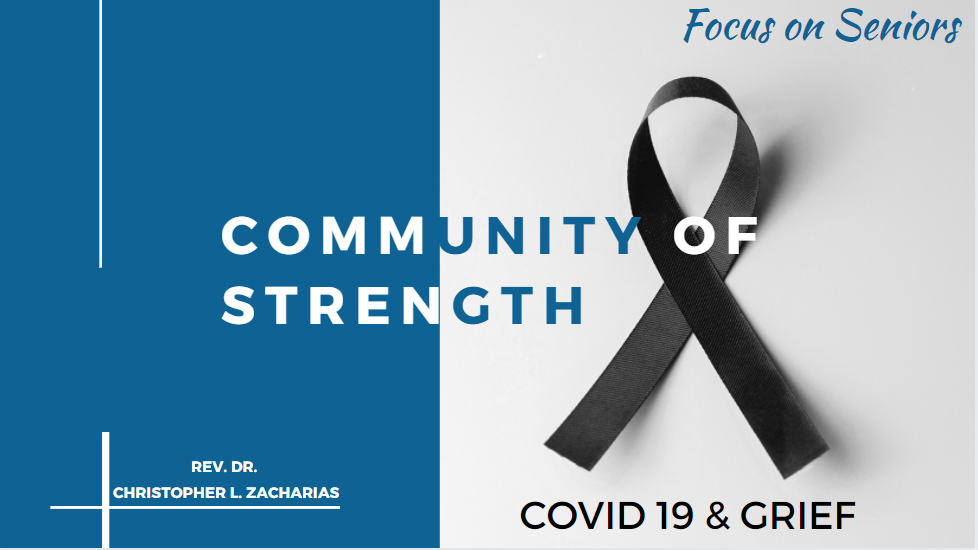 Focus on Seniors
COMMUNITY OF
STRENGTH
REV. DR.
CHRISTOPHER L. ZACHARIAS
COVID 19 & GRIEF